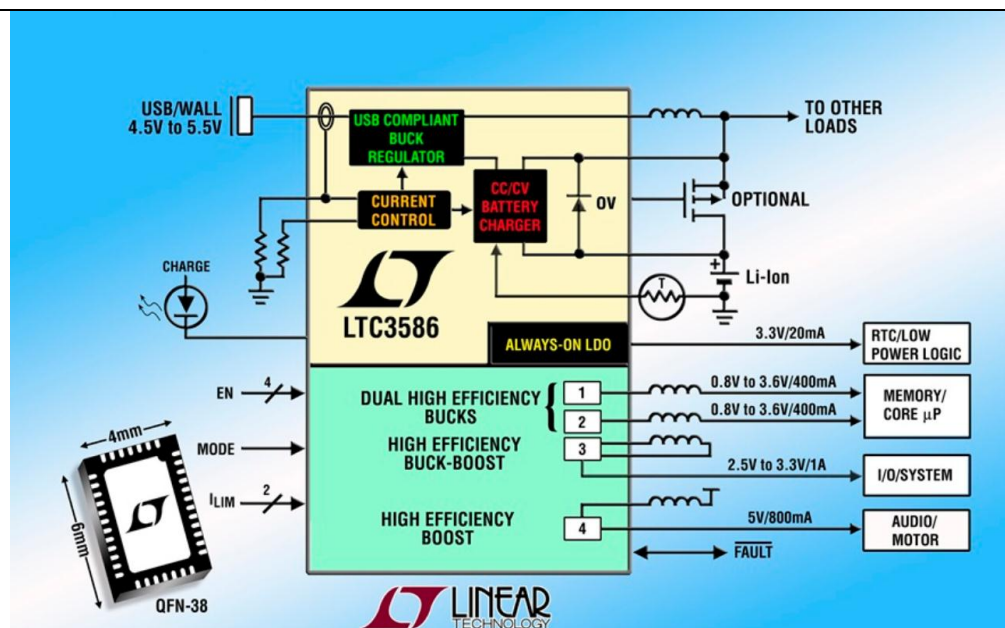 USB/WALL
4.5V to 5.5V
USB COMPLIANT
BUCK
REGULATOR
TO OTHER
LOADS
CURRENT
CONTROL
CC/CV
BATTERY
CHARGER
0V
OPTIONAL
+
Li-Ion
T
CHARGE
LTC3586
ALWAYS-ON LDO
3.3V/20mA
RTC/LOW
POWER LOGIC
EN
4
DUAL HIGH EFFICIENCY
BUCKS
1
0.8V to 3.6V/400mA
2
0.8V to 3.6V/400mA
MEMORY/
CORE µP
MODE
HIGH EFFICIENCY
BUCK-BOOST
3
2.5V to 3.3V/1A
I/O/SYSTEM
ILIM
2
HIGH EFFICIENCY
BOOST
4
5V/800mA
AUDIO/
MOTOR
FAULT
4mm
6mm
QFN-38
LINEAR
TECHNOLOGY